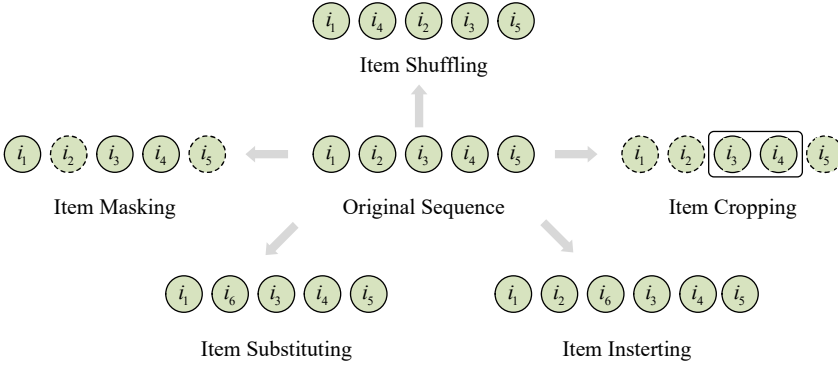 i₁ i₄ i₂ i₃ i₅
Item Shuffling
i₁ i₂ i₃ i₄ i₅
i₁ i₂ i₃ i₄ i₅
i₁ i₂ i₃ i₄ i₅
Item Masking
Original Sequence
Item Cropping
i₁ i₆ i₃ i₄ i₅
i₁ i₂ i₆ i₃ i₄ i₅
Item Substituting
Item Insterting